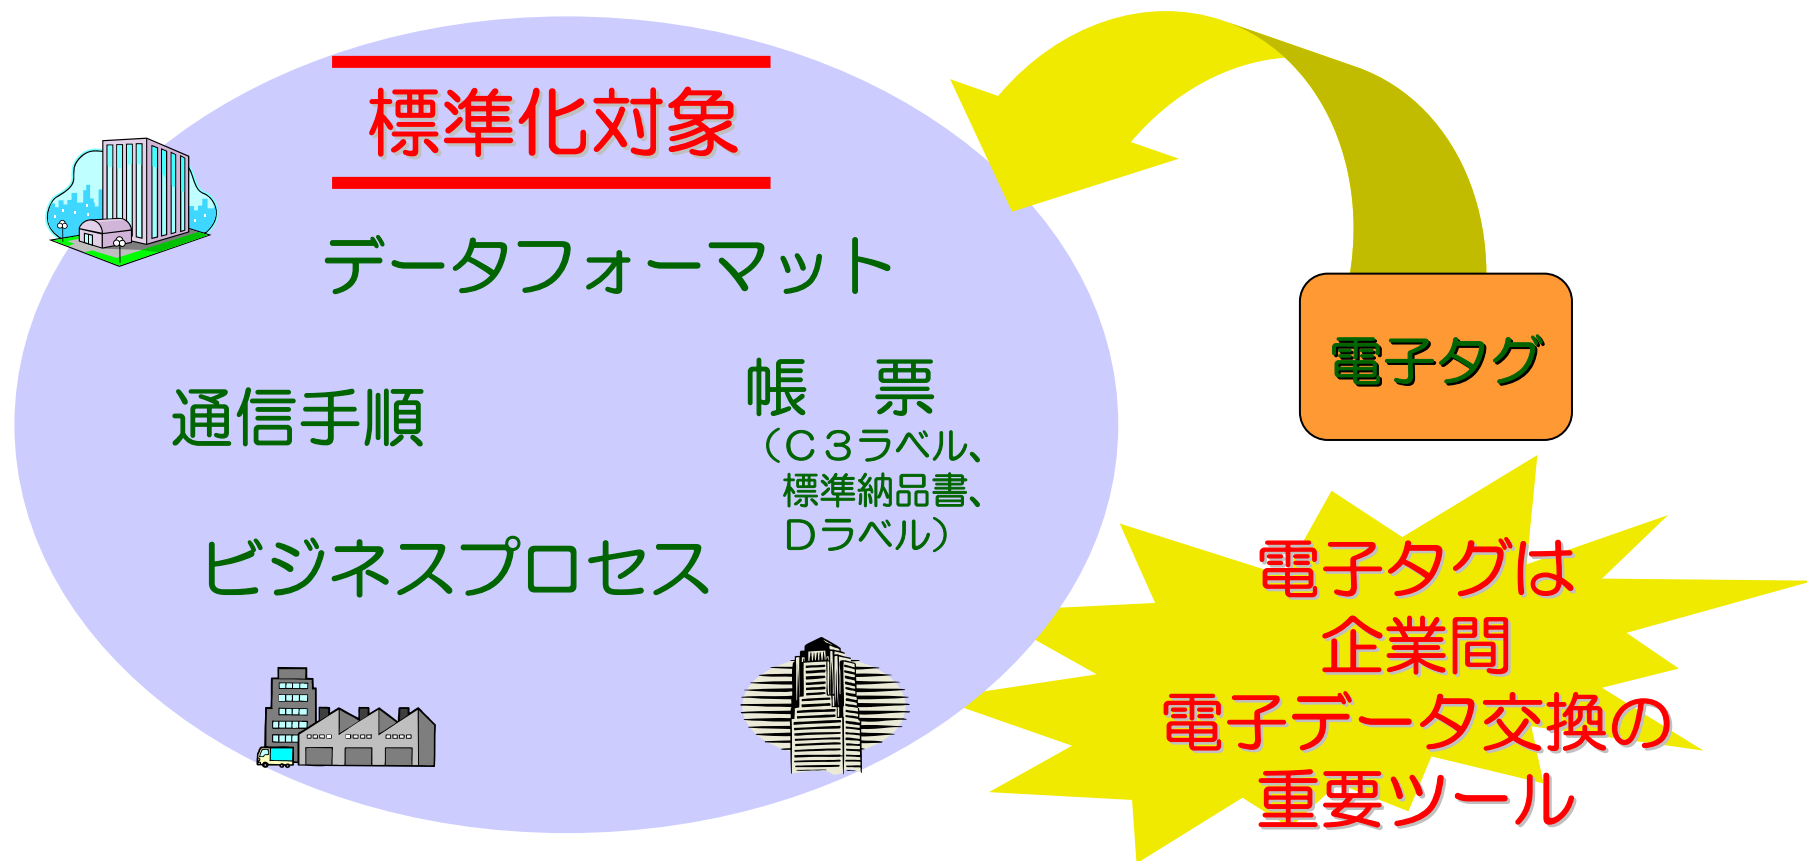 標準化対象
データフォーマット
通信手順
帳　票
（Ｃ３ラベル、
標準納品書、
Ｄラベル）
ビジネスプロセス
電子タグ
電子タグは
企業間
電子データ交換の
重要ツール